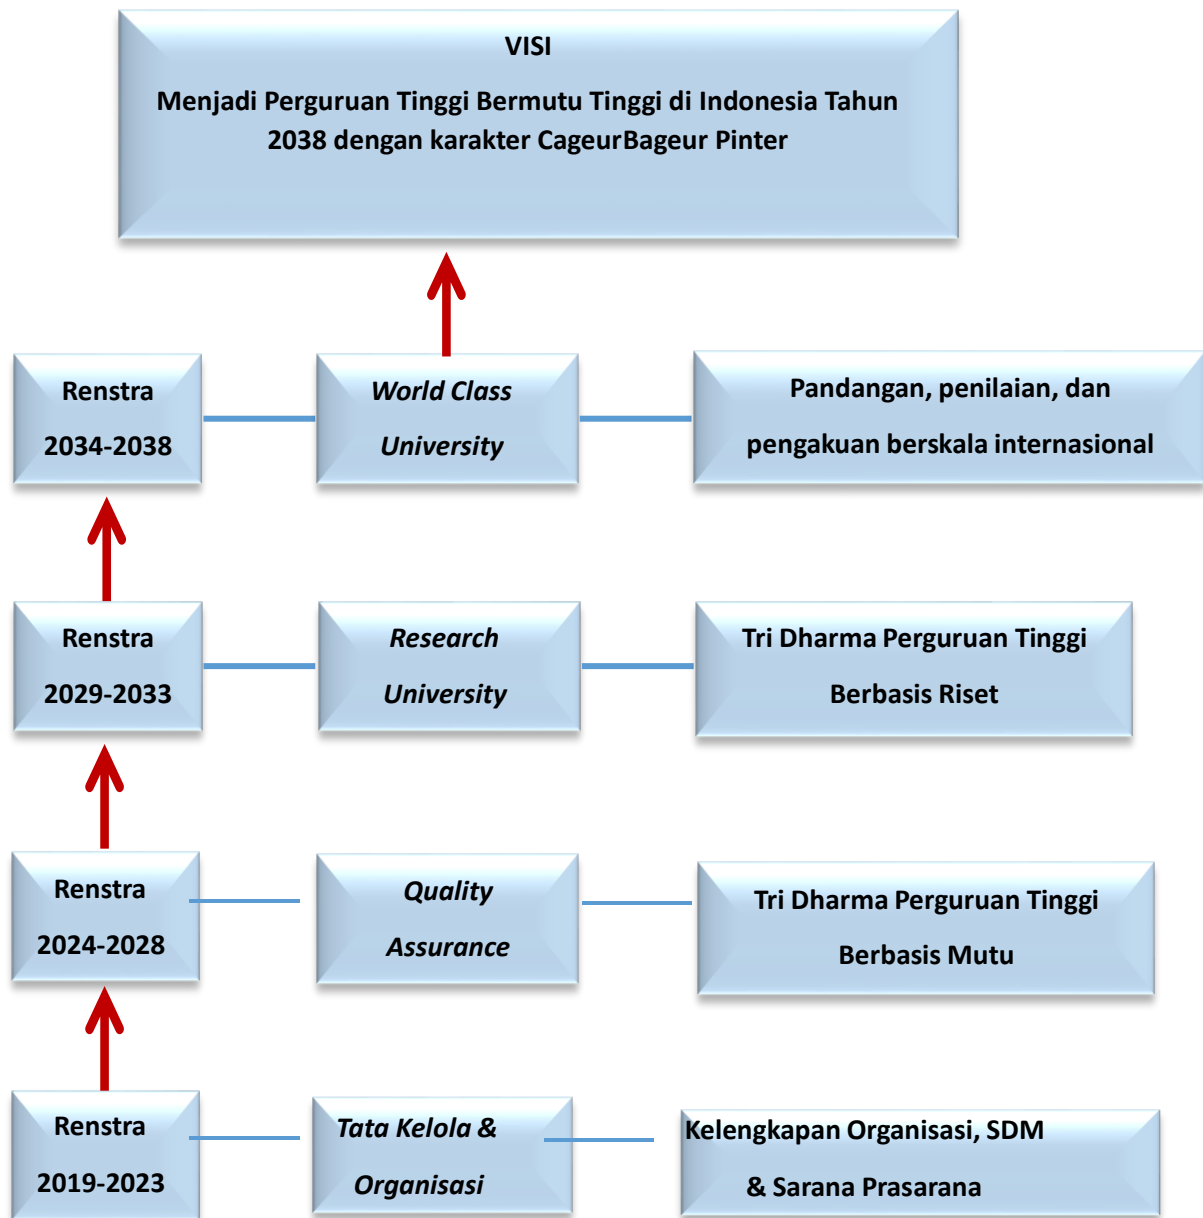 VISI
Menjadi Perguruan Tinggi Bermutu Tinggi di Indonesia Tahun
2038 dengan karakter CageurBageur Pinter
Renstra
2034-2038
World Class
University
Pandangan, penilaian, dan
pengakuan berskala internasional
Renstra
2029-2033
Research
University
Tri Dharma Perguruan Tinggi
Berbasis Riset
Renstra
2024-2028
Quality
Assurance
Tri Dharma Perguruan Tinggi
Berbasis Mutu
Renstra
2019-2023
Tata Kelola &
Organisasi
Kelengkapan Organisasi, SDM
& Sarana Prasarana